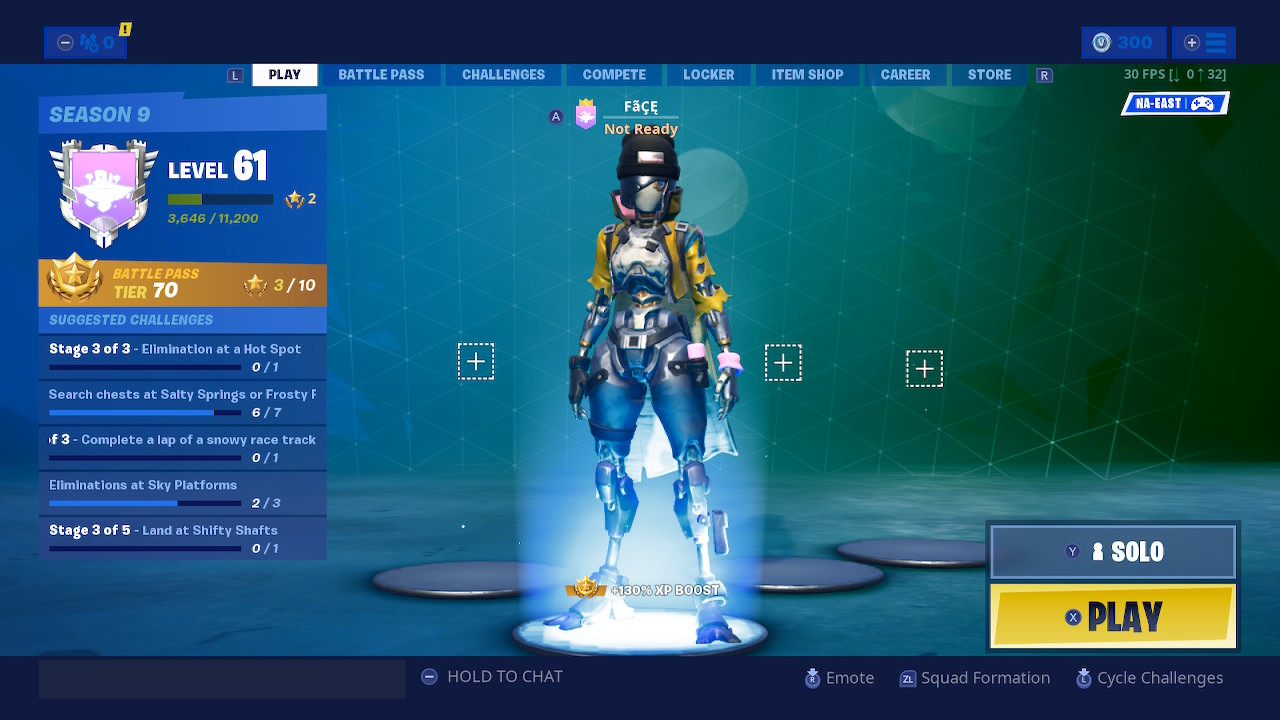 ! 0
300
L PLAY BATTLE PASS CHALLENGES COMPETE LOCKER ITEM SHOP CAREER STORE R
30 FPS [↓ 0 ↑ 32]
NA-EAST
A FãÇĘ
Not Ready
SEASON 9
LEVEL 61
2
3,646 / 11,200
BATTLE PASS
TIER 70
3 / 10
SUGGESTED CHALLENGES
Stage 3 of 3 - Elimination at a Hot Spot
0 / 1
Search chests at Salty Springs or Frosty F
6 / 7
of 3 - Complete a lap of a snowy race track
0 / 1
Eliminations at Sky Platforms
2 / 3
Stage 3 of 5 - Land at Shifty Shafts
0 / 1
+130% XP BOOST
Y SOLO
X PLAY
HOLD TO CHAT
R Emote
ZL Squad Formation
L Cycle Challenges